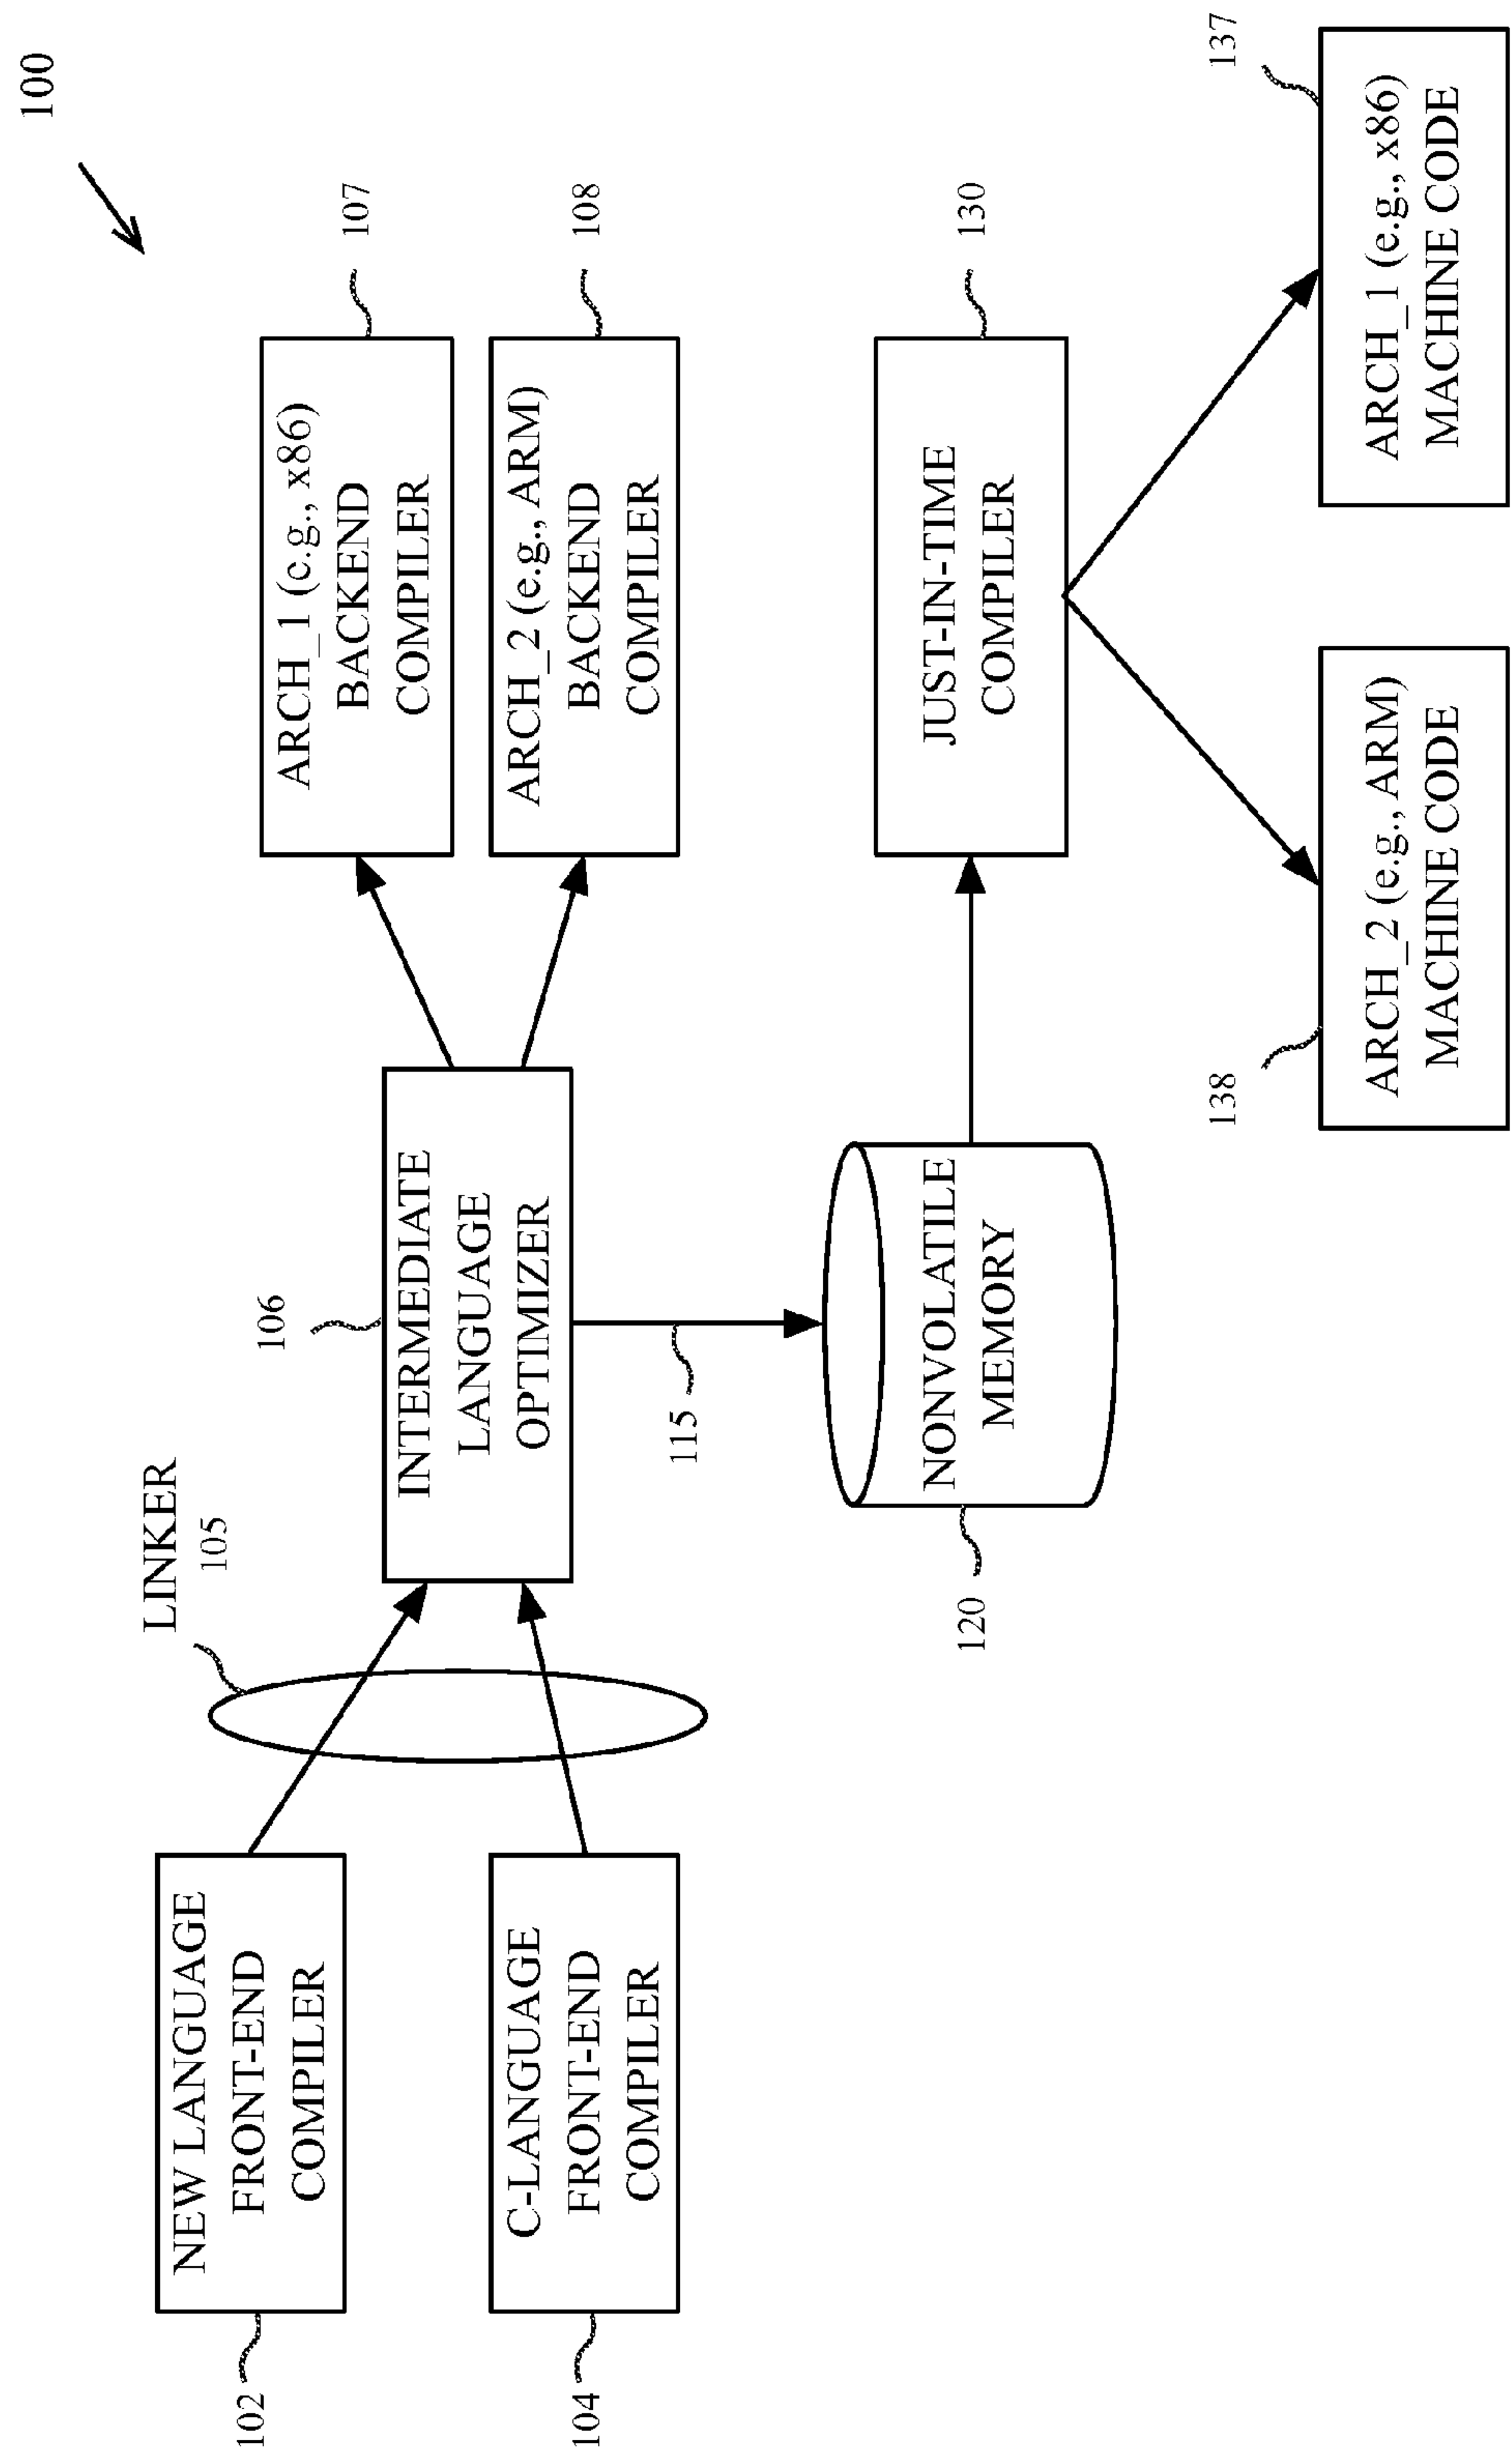 100
NEW LANGUAGE
FRONT-END
COMPILER
102
C-LANGUAGE
FRONT-END
COMPILER
104
LINKER
105
106
INTERMEDIATE
LANGUAGE
OPTIMIZER
ARCH_1 (e.g., x86)
BACKEND
COMPILER
107
ARCH_2 (e.g., ARM)
BACKEND
COMPILER
108
115
NONVOLATILE
MEMORY
120
JUST-IN-TIME
COMPILER
130
138
ARCH_2 (e.g., ARM)
MACHINE CODE
137
ARCH_1 (e.g., x86)
MACHINE CODE